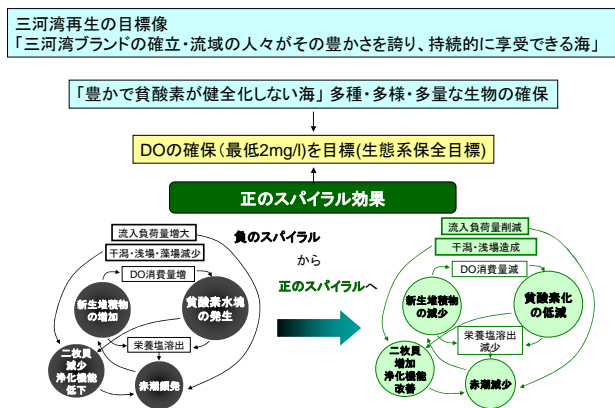 三河湾再生の目標像
「三河湾ブランドの確立・流域の人々がその豊かさを誇り、持続的に享受できる海」
「豊かで貧酸素が健全化しない海」 多種・多様・多量な生物の確保
DOの確保(最低2mg/l)を目標(生態系保全目標)
正のスパイラル効果
流入負荷量増大
干潟・浅場・藻場減少
DO消費量増
新生堆積物
の増加
貧酸素水塊
の発生
栄養塩溶出
二枚貝
減少
浄化機能
低下
赤潮頻発
負のスパイラル
から
正のスパイラルへ
流入負荷量削減
干潟・浅場造成
DO消費量減
新生堆積物
の減少
貧酸素化
の低減
栄養塩溶出
減少
二枚貝
増加
浄化機能
改善
赤潮減少